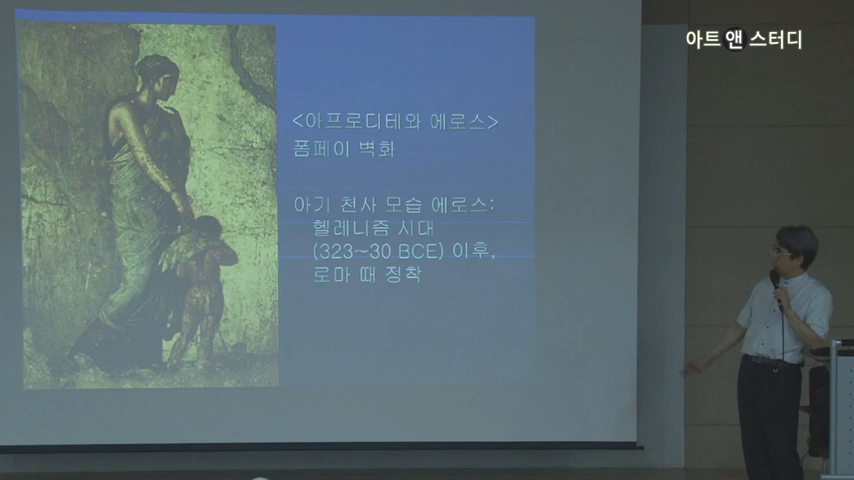 아트앤스터디
<아프로디테와 에로스>
폼페이 벽화
아기 천사 모습 에로스:
헬레니즘 시대
(323~30 BCE) 이후,
로마 때 정착